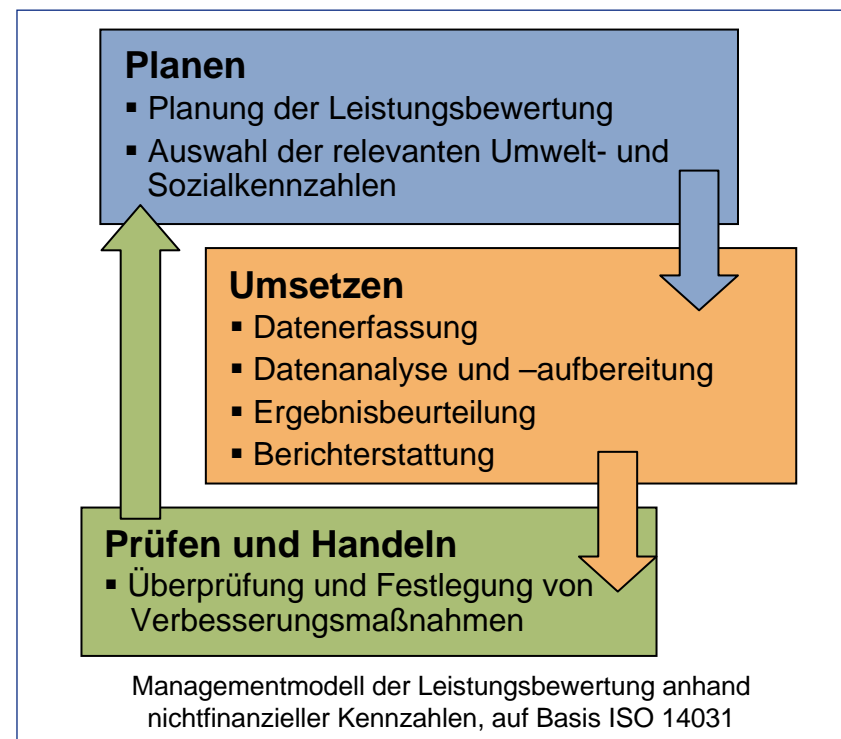 Planen
▪ Planung der Leistungsbewertung
▪ Auswahl der relevanten Umwelt- und
Sozialkennzahlen
Umsetzen
▪ Datenerfassung
▪ Datenanalyse und –aufbereitung
▪ Ergebnisbeurteilung
▪ Berichterstattung
Prüfen und Handeln
▪ Überprüfung und Festlegung von
Verbesserungsmaßnahmen
Managementmodell der Leistungsbewertung anhand
nichtfinanzieller Kennzahlen, auf Basis ISO 14031